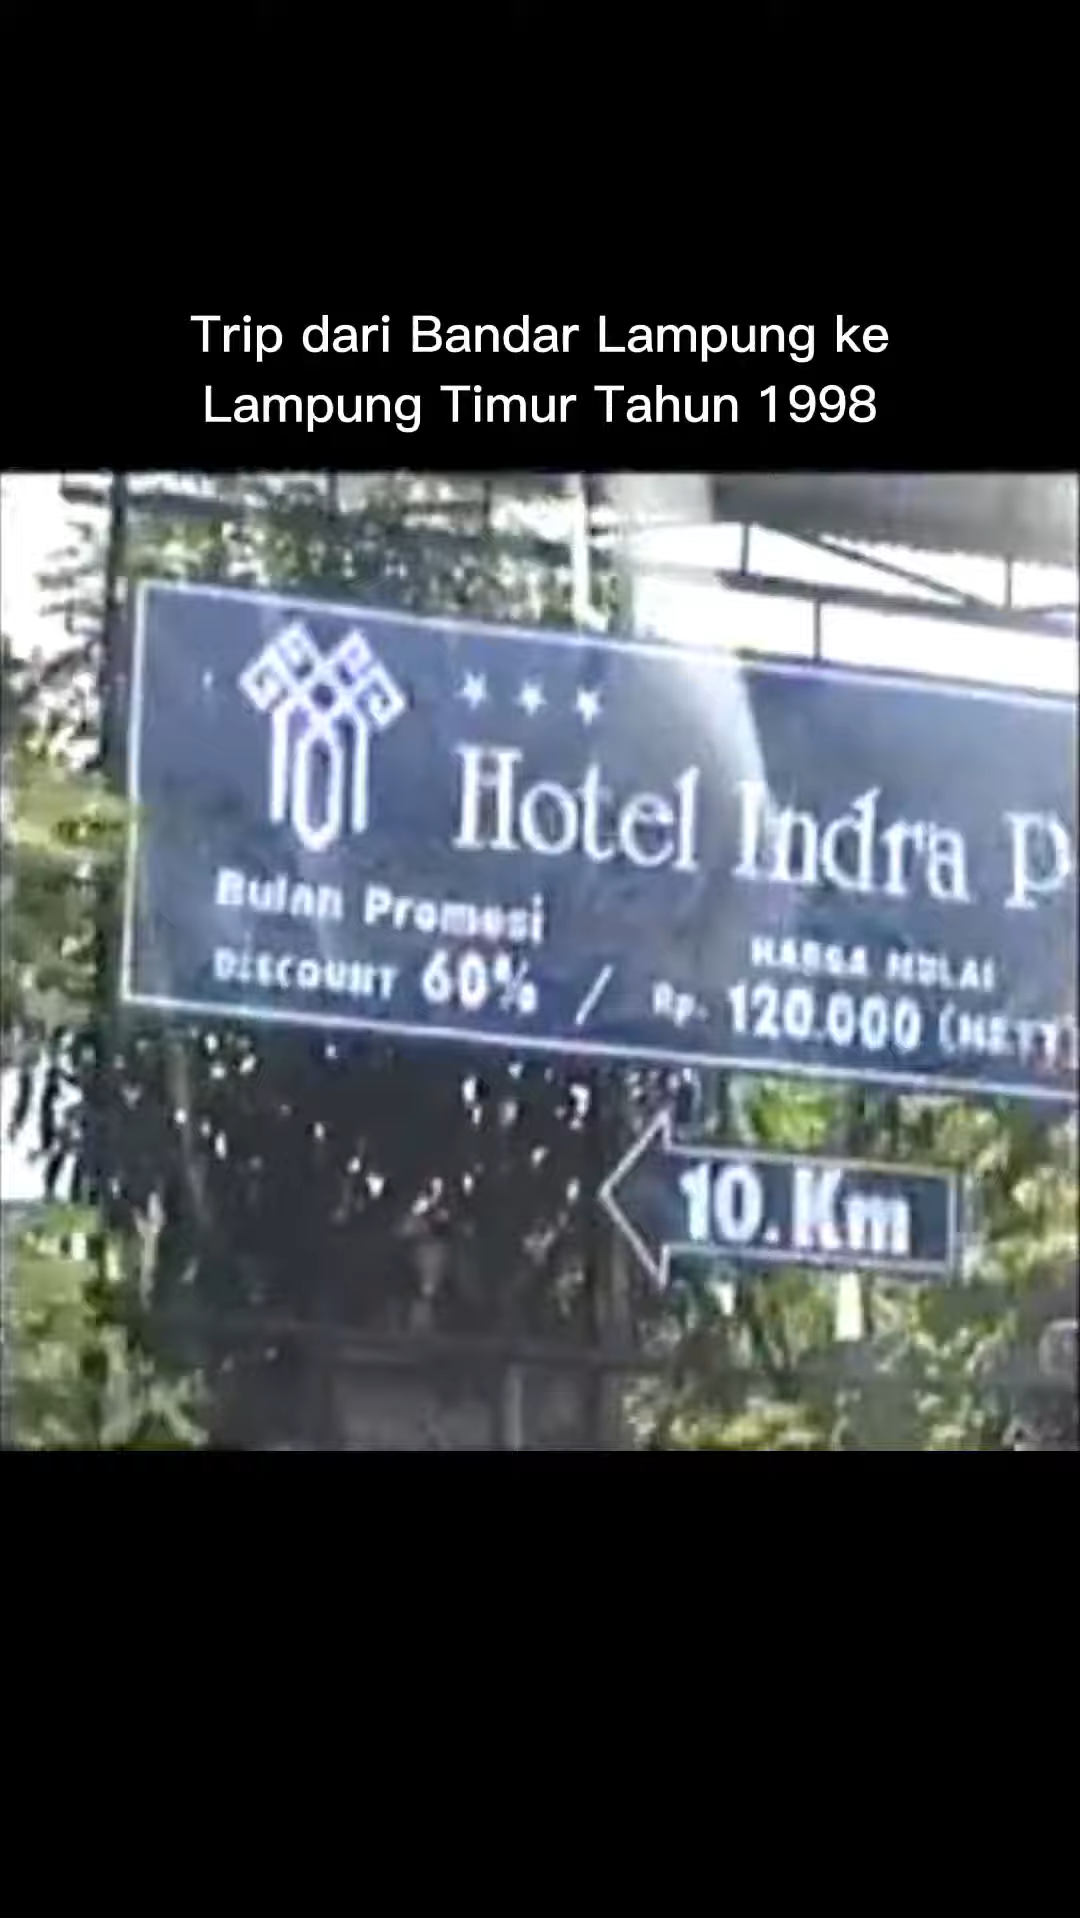 Trip dari Bandar Lampung ke
Lampung Timur Tahun 1998
Hotel Indra P
Bulan Promosi
HARGA MULAI
DISCOUNT 60% / Rp. 120.000 (NETT)
10.Km